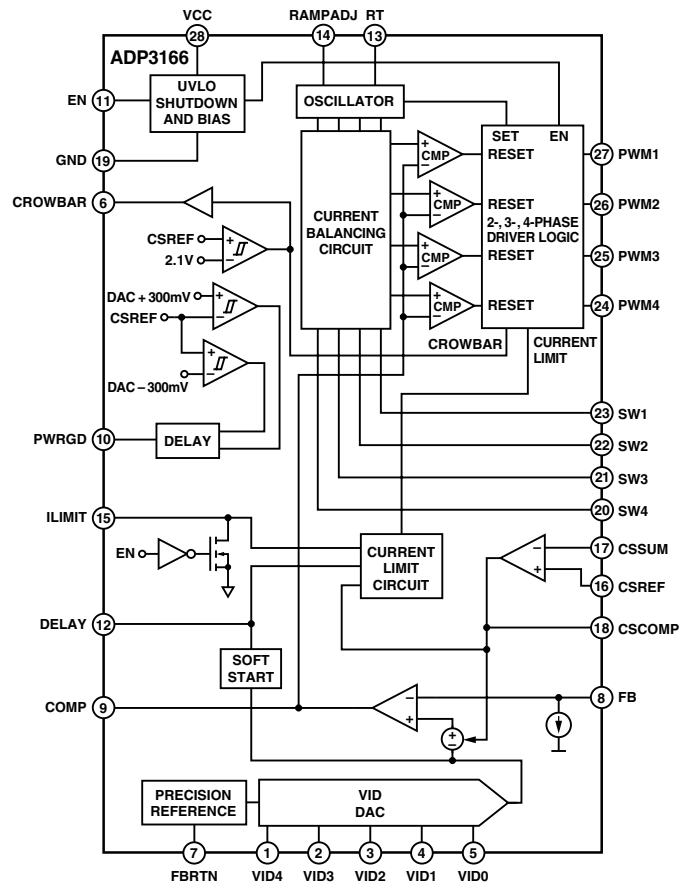 VCC
28
RAMPADJ RT
14
13
ADP3166
EN 11
UVLO
SHUTDOWN
AND BIAS
OSCILLATOR
GND 19
SET EN
+
–
CMP
RESET
27 PWM1
CROWBAR 6
CURRENT
BALANCING
CIRCUIT
+
–
CMP
RESET
26 PWM2
2-, 3-, 4-PHASE
DRIVER LOGIC
CSREF
2.1V
+
–
+
–
CMP
RESET
25 PWM3
DAC + 300mV
CSREF
+
–
+
–
CMP
RESET
24 PWM4
CROWBAR
CURRENT
LIMIT
+
–
DAC – 300mV
23 SW1
PWRGD 10
DELAY
22 SW2
21 SW3
ILIMIT 15
20 SW4
EN
CURRENT
LIMIT
CIRCUIT
–
+
17 CSSUM
16 CSREF
DELAY 12
18 CSCOMP
SOFT
START
COMP 9
–
+
8 FB
+
–
PRECISION
REFERENCE
VID
DAC
7
1
2
3
4
5
FBRTN VID4 VID3 VID2 VID1 VID0